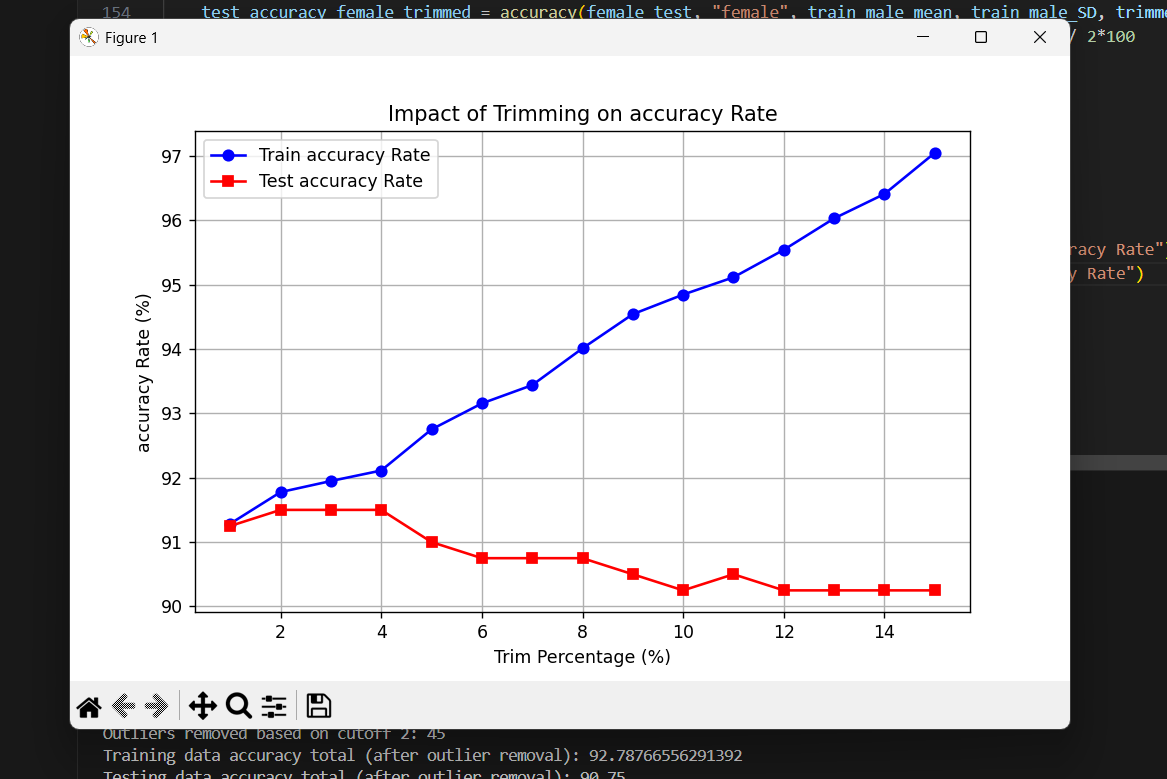 154 test_accuracy_female_trimmed = accuracy(female_test, "female", train_male_mean, train_male_SD,
/ 2*100
Figure 1
Impact of Trimming on accuracy Rate
Train accuracy Rate
Test accuracy Rate
97
96
95
94
93
92
91
90
accuracy Rate (%)
2 4 6 8 10 12 14
Trim Percentage (%)
racy Rate")
y Rate")
Outliers removed based on cutoff 2: 45
Training data accuracy total (after outlier removal): 92.78766556291392
Testing data accuracy total (after outlier removal): 90.75